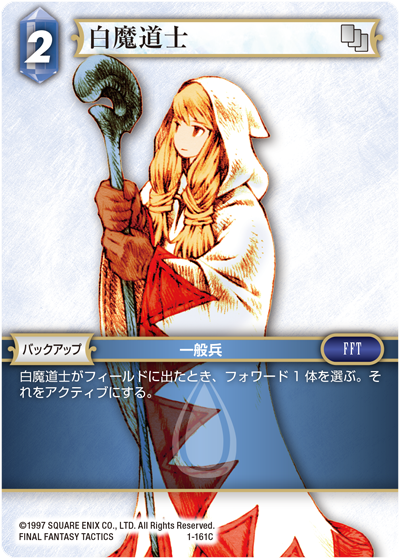 2
白魔道士
バックアップ
一般兵
FFT
白魔道士がフィールドに出たとき、フォワード1体を選ぶ。そ
れをアクティブにする。
©1997 SQUARE ENIX CO., LTD. All Rights Reserved.
FINAL FANTASY TACTICS
1-161C